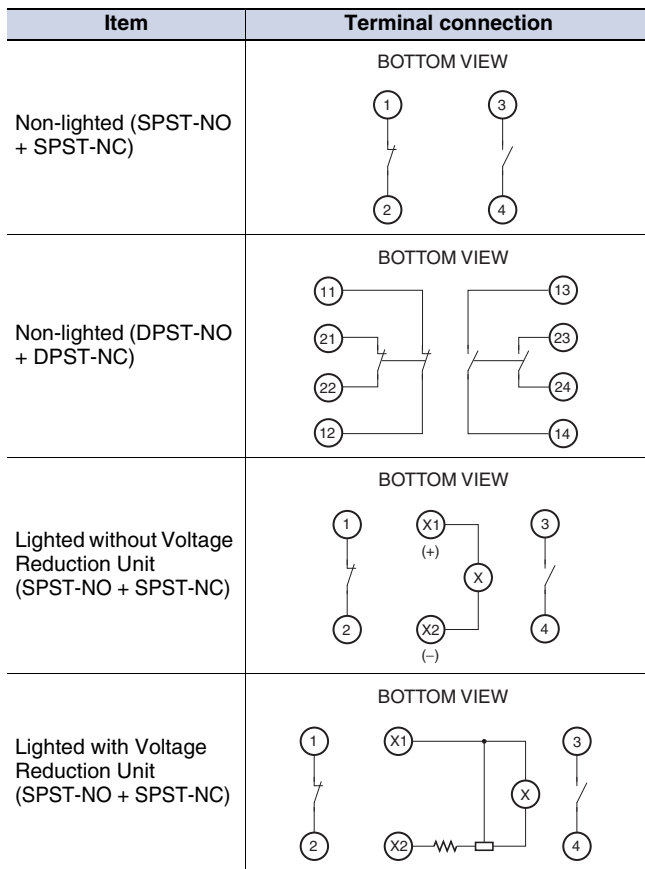 Item Terminal connection
BOTTOM VIEW
1 3
Non-lighted (SPST-NO
+ SPST-NC)
2 4
BOTTOM VIEW
11 13
21 23
Non-lighted (DPST-NO
+ DPST-NC)
22 24
12 14
BOTTOM VIEW
1 X1 3
(+)
Lighted without Voltage
Reduction Unit
(SPST-NO + SPST-NC)
X
2 X2 4
(−)
BOTTOM VIEW
1 X1 3
Lighted with Voltage
Reduction Unit
(SPST-NO + SPST-NC)
X
2 X2 4